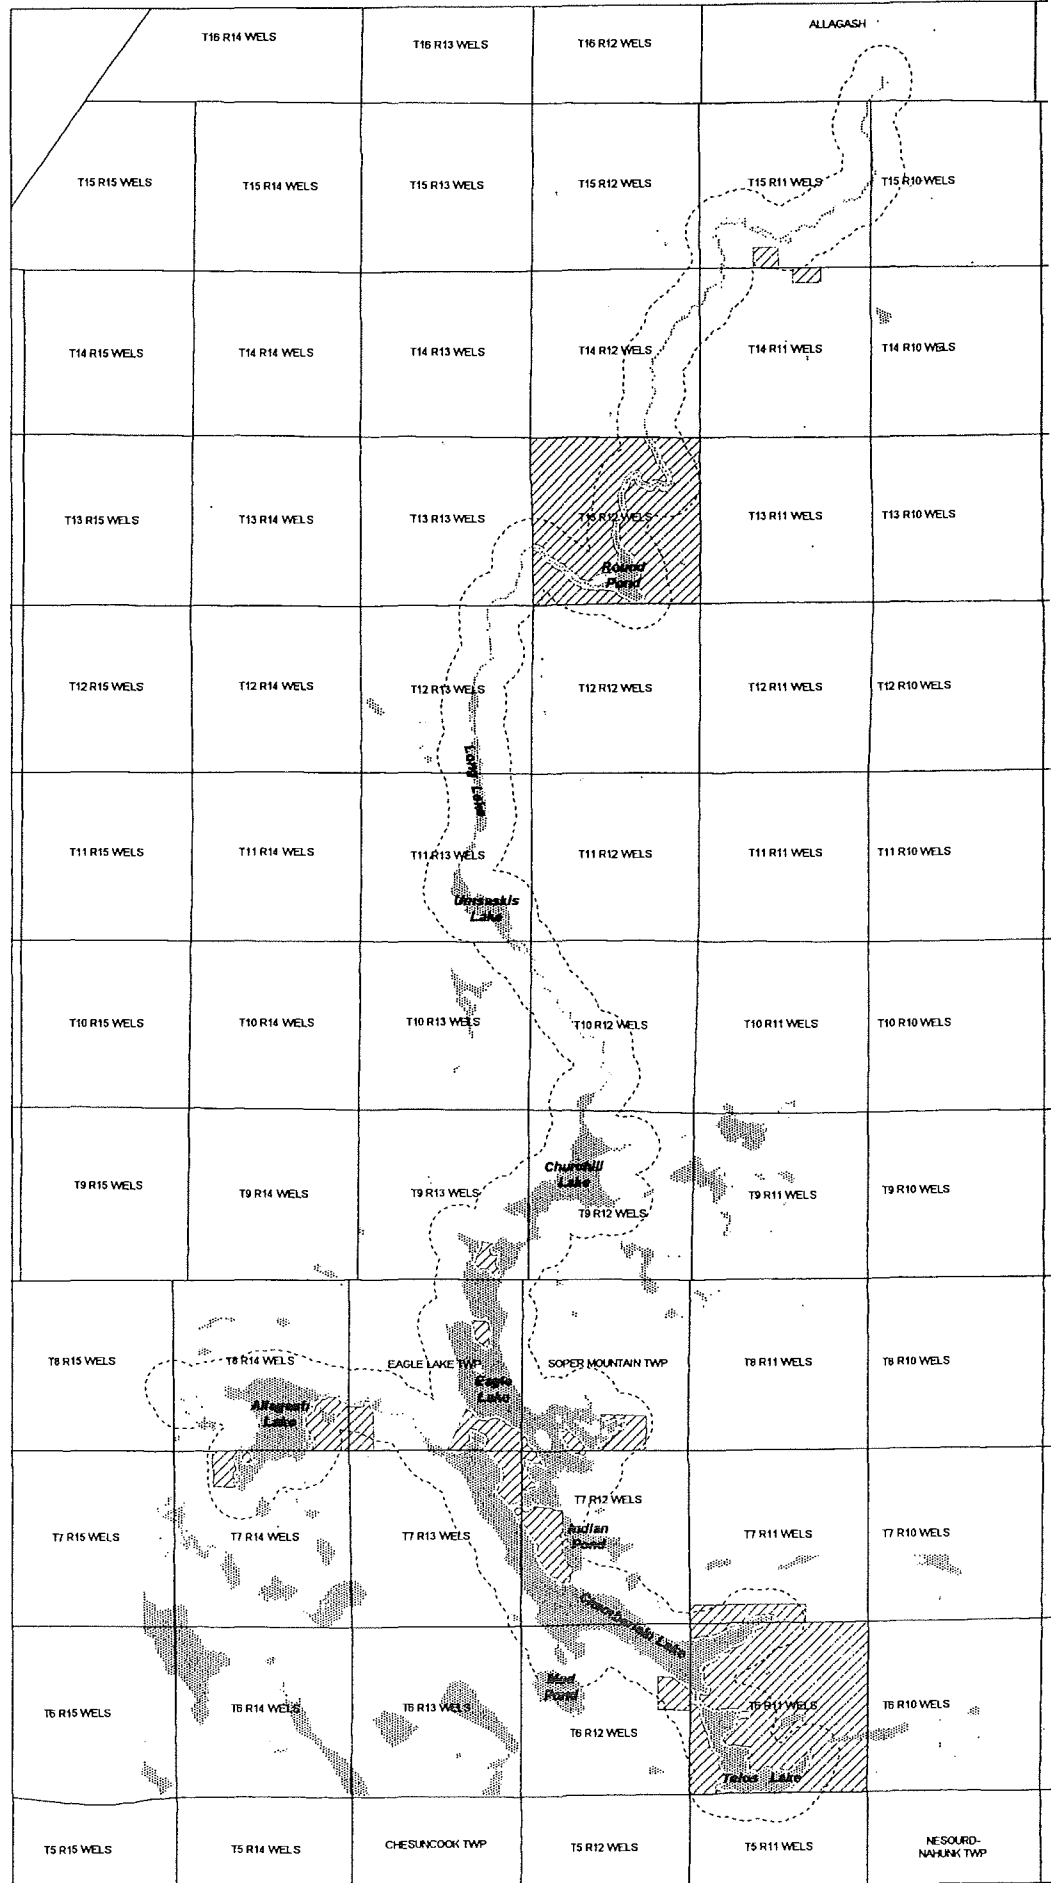 T16 R14 WELS
T16 R13 WELS
T16 R12 WELS
ALLAGASH
T15 R15 WELS
T15 R14 WELS
T15 R13 WELS
T15 R12 WELS
T15 R11 WELS
T15 R10 WELS
T14 R15 WELS
T14 R14 WELS
T14 R13 WELS
T14 R12 WELS
T14 R11 WELS
T14 R10 WELS
T13 R15 WELS
T13 R14 WELS
T13 R13 WELS
T13 R12 WELS
T13 R11 WELS
T13 R10 WELS
Round
Pond
T12 R15 WELS
T12 R14 WELS
T12 R13 WELS
T12 R12 WELS
T12 R11 WELS
T12 R10 WELS
Long Lake
T11 R15 WELS
T11 R14 WELS
T11 R13 WELS
T11 R12 WELS
T11 R11 WELS
T11 R10 WELS
Umsaskis
Lake
T10 R15 WELS
T10 R14 WELS
T10 R13 WELS
T10 R12 WELS
T10 R11 WELS
T10 R10 WELS
Churchill
Lake
T9 R15 WELS
T9 R14 WELS
T9 R13 WELS
T9 R12 WELS
T9 R11 WELS
T9 R10 WELS
T8 R15 WELS
T8 R14 WELS
EAGLE LAKE TWP
SOPER MOUNTAIN TWP
T8 R11 WELS
T8 R10 WELS
Eagle
Lake
Allagash
Lake
T7 R15 WELS
T7 R14 WELS
T7 R13 WELS
T7 R12 WELS
T7 R11 WELS
T7 R10 WELS
Indian
Pond
Chamberlain Lake
Mud
Pond
T6 R15 WELS
T6 R14 WELS
T6 R13 WELS
T6 R12 WELS
T6 R11 WELS
T6 R10 WELS
Telos Lake
T5 R15 WELS
T5 R14 WELS
CHESUNCOOK TWP
T5 R12 WELS
T5 R11 WELS
NESOURD-
NAHUNK TWP